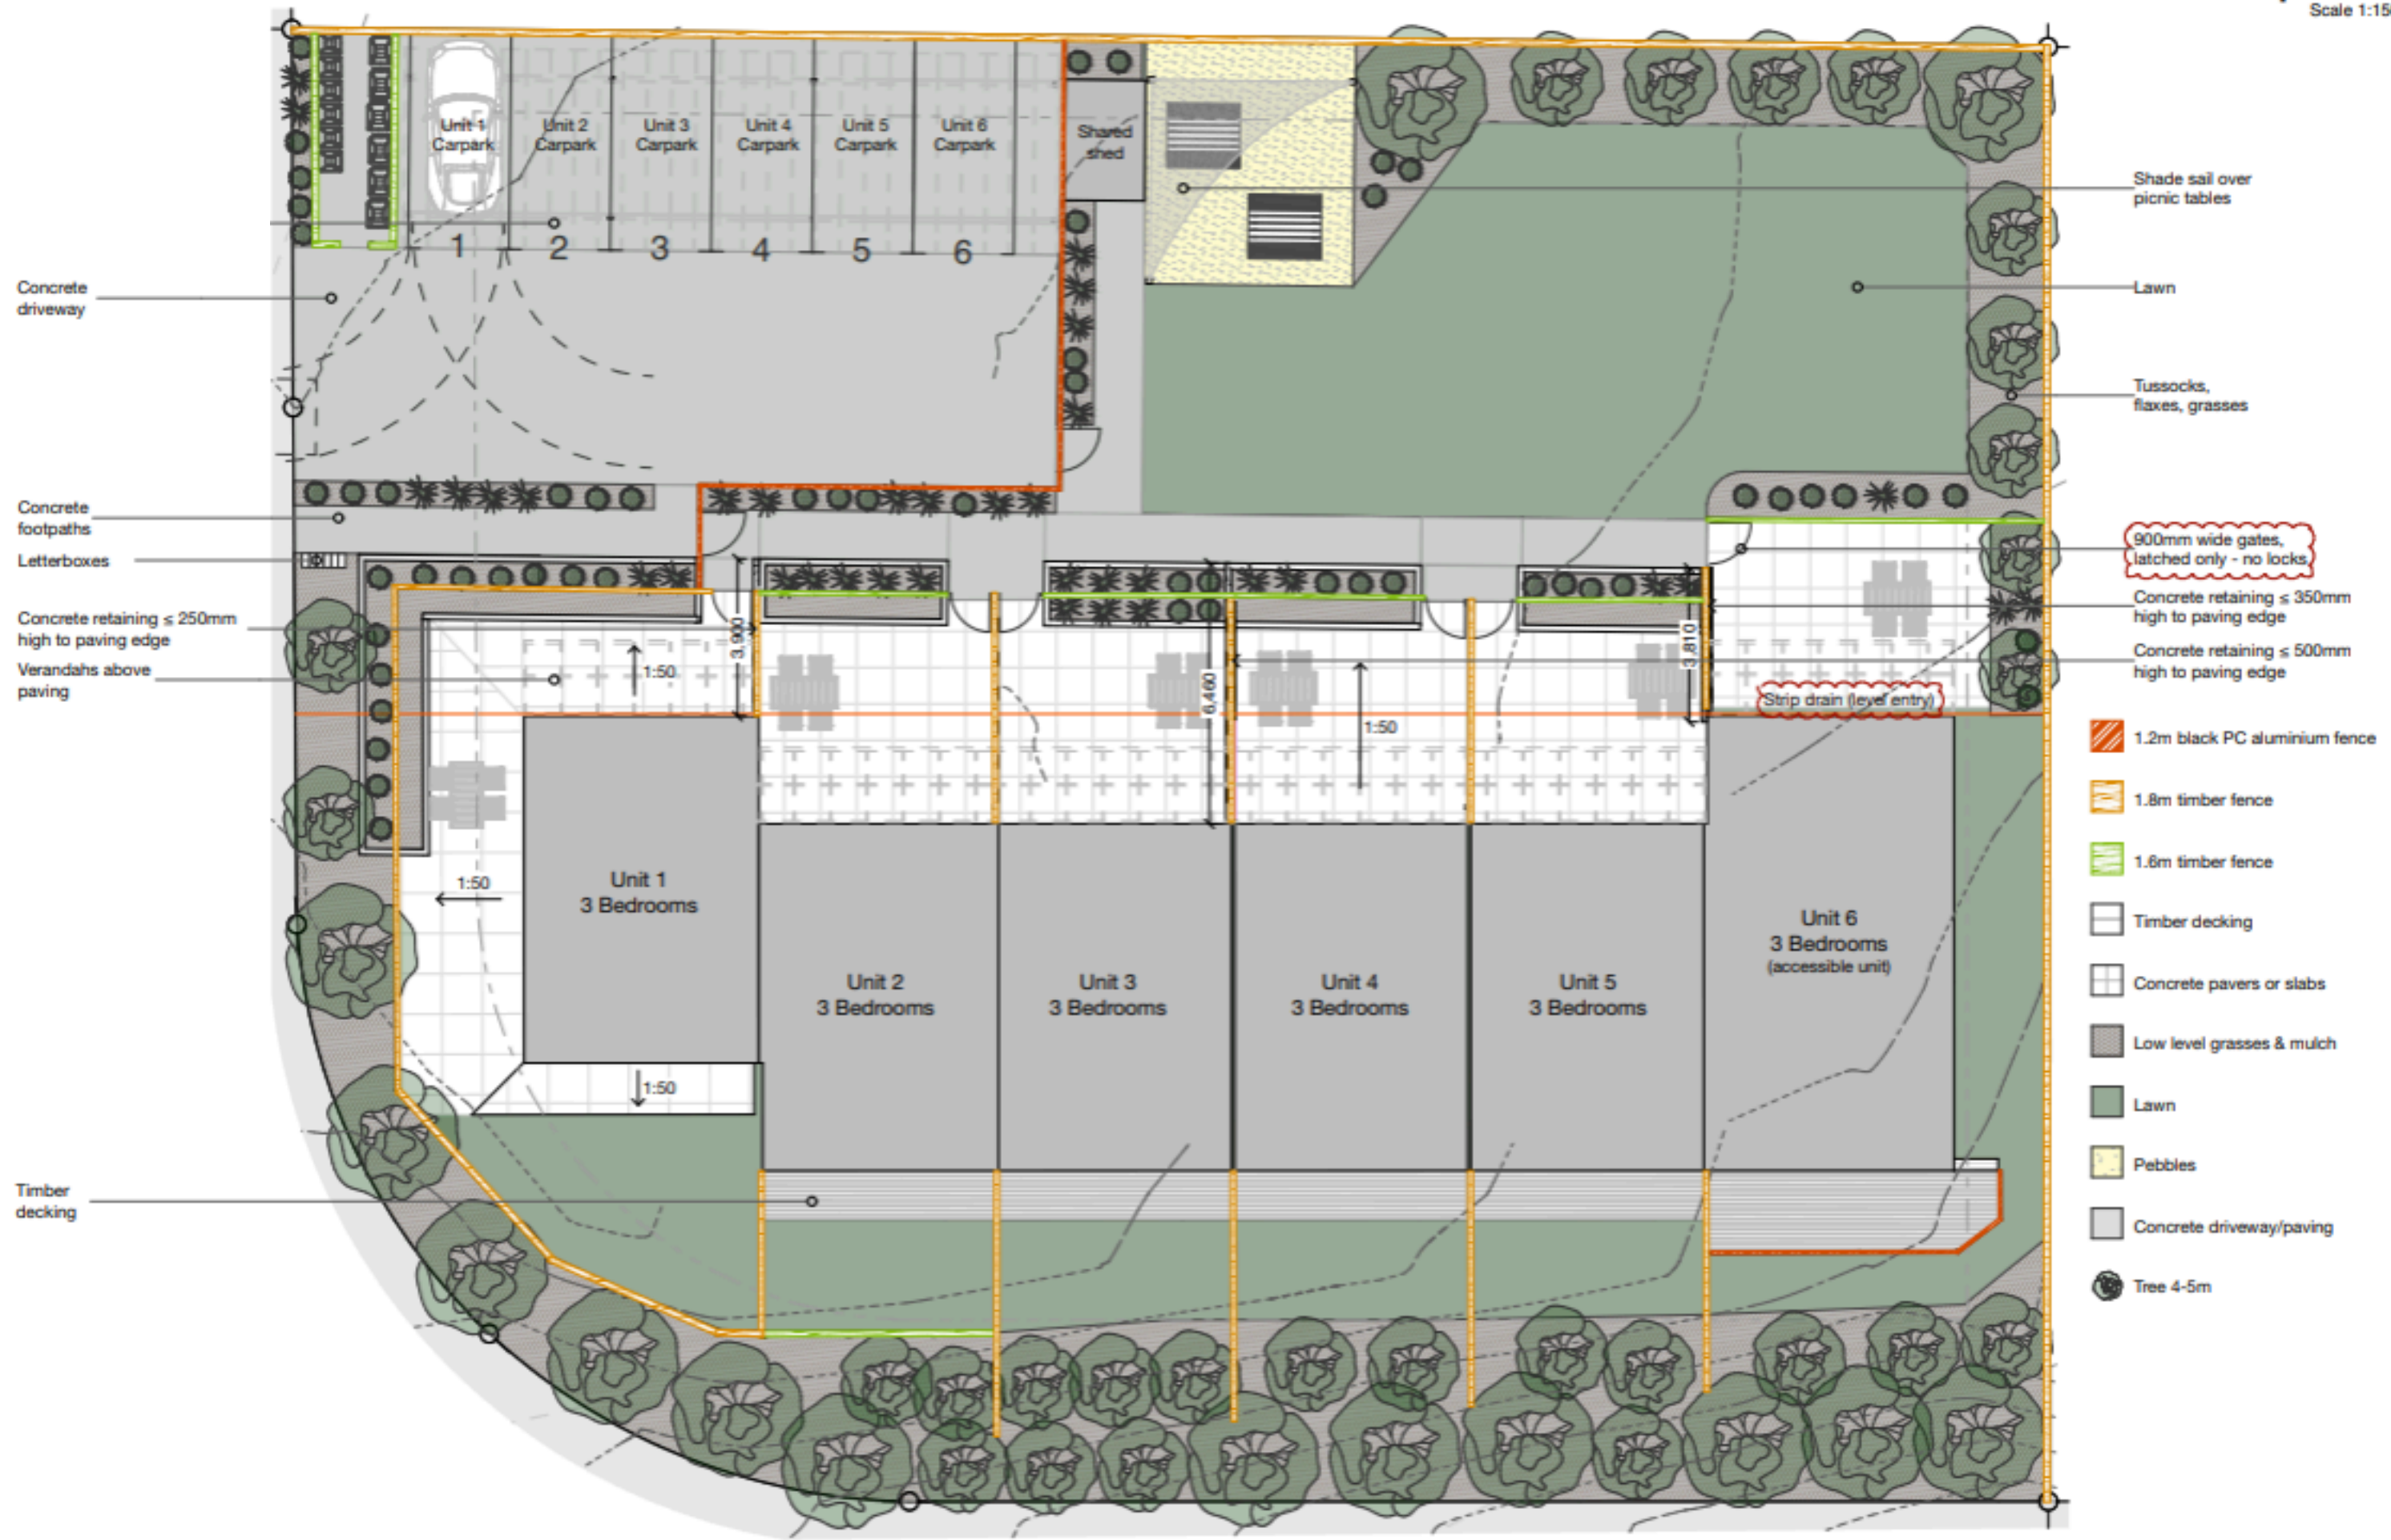 Scale 1:15
Unit 1
Carpark
Unit 2
Carpark
Unit 3
Carpark
Unit 4
Carpark
Unit 5
Carpark
Unit 6
Carpark
Shared
shed
1
2
3
4
5
6
Shade sail over
picnic tables
Concrete
driveway
Lawn
Tussocks,
flaxes, grasses
Concrete
footpaths
Letterboxes
900mm wide gates,
latched only - no locks
Concrete retaining ≤ 250mm
high to paving edge
Verandahs above
paving
Concrete retaining ≤ 350mm
high to paving edge
Concrete retaining ≤ 500mm
high to paving edge
3,900
1:50
6,460
1:50
3,810
Strip drain (level entry)
1:50
1:50
Unit 1
3 Bedrooms
Unit 2
3 Bedrooms
Unit 3
3 Bedrooms
Unit 4
3 Bedrooms
Unit 5
3 Bedrooms
Unit 6
3 Bedrooms
(accessible unit)
Timber
decking
1.2m black PC aluminium fence
1.8m timber fence
1.6m timber fence
Timber decking
Concrete pavers or slabs
Low level grasses & mulch
Lawn
Pebbles
Concrete driveway/paving
Tree 4-5m